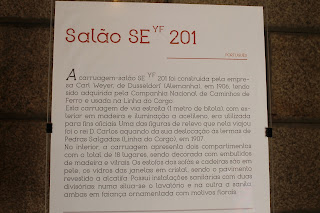 Salão SE YF 201
PORTUGUÊS
A carruagem-salão SE YF 201 foi construída pela empre-
sa Carl Weyer, de Dusseldorf (Alemanha), em 1906, tendo
sido adquirida pela Companhia Nacional de Caminhos de
Ferro e usada na Linha do Corgo.
Esta carruagem de via estreita (1 metro de bitola), com ex-
terior em madeira e iluminação a acetileno, era utilizada
para fins oficiais. Uma das figuras de relevo que nela viajou
foi o rei D. Carlos aquando da sua deslocação às termas de
Pedras Salgadas (Linha do Corgo), em 1907.
No interior, a carruagem apresenta dois compartimentos
com o total de 18 lugares, sendo decorada com embutidos
de madeira e vitrais. Os estofos dos sofás e cadeiras são em
pele, os vidros das janelas em cristal, sendo o pavimento
revestido a alcatifa. Possui instalações sanitárias com duas
divisórias: numa situa-se o lavatório e na outra a sanita,
ambas em faiança ornamentada com motivos florais.